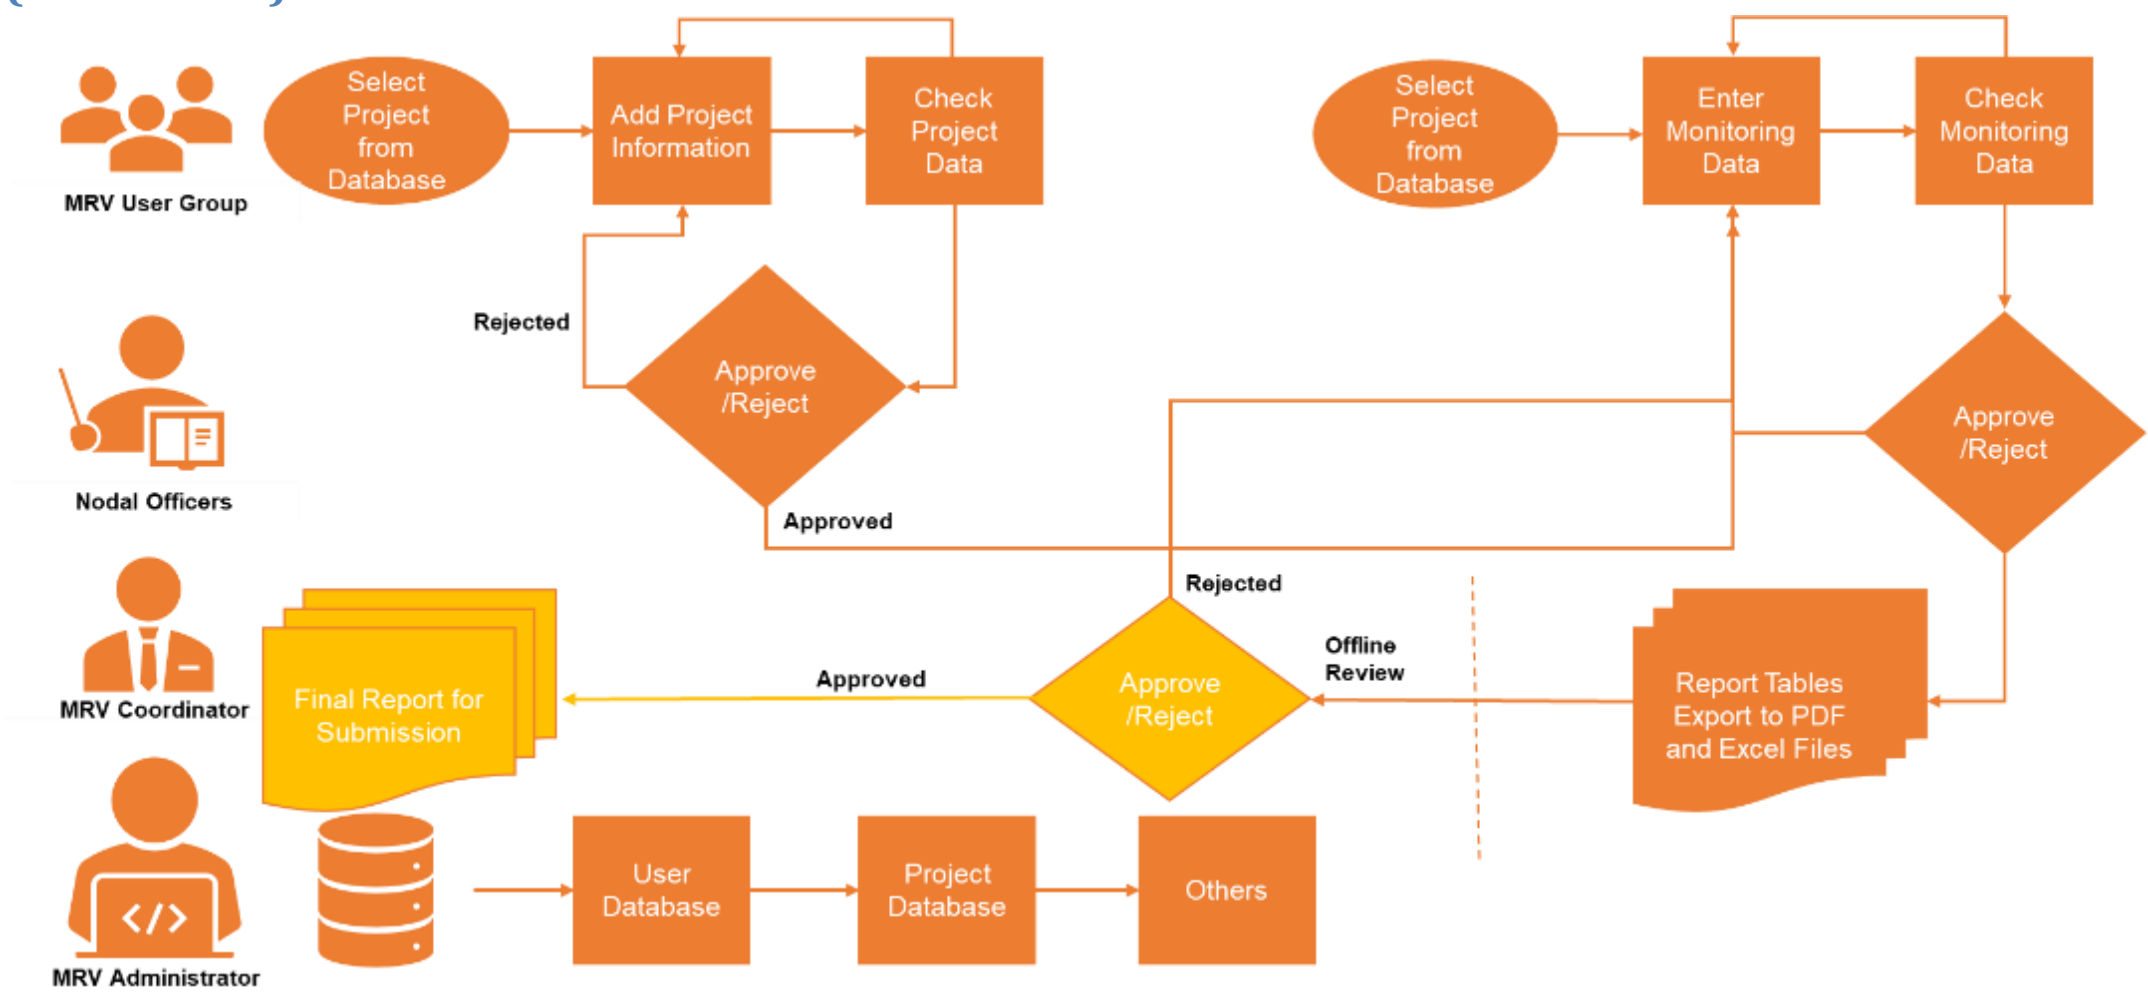 Select
Project
from
Database
Add Project
Information
Check
Project
Data
Select
Project
from
Database
Enter
Monitoring
Data
Check
Monitoring
Data
MRV User Group
Rejected
Approve
/Reject
Approve
/Reject
Nodal Officers
Approved
Rejected
Offline
Review
Approved
Final Report for
Submission
Approve
/Reject
Report Tables
Export to PDF
and Excel Files
MRV Coordinator
</>
User
Database
Project
Database
Others
MRV Administrator